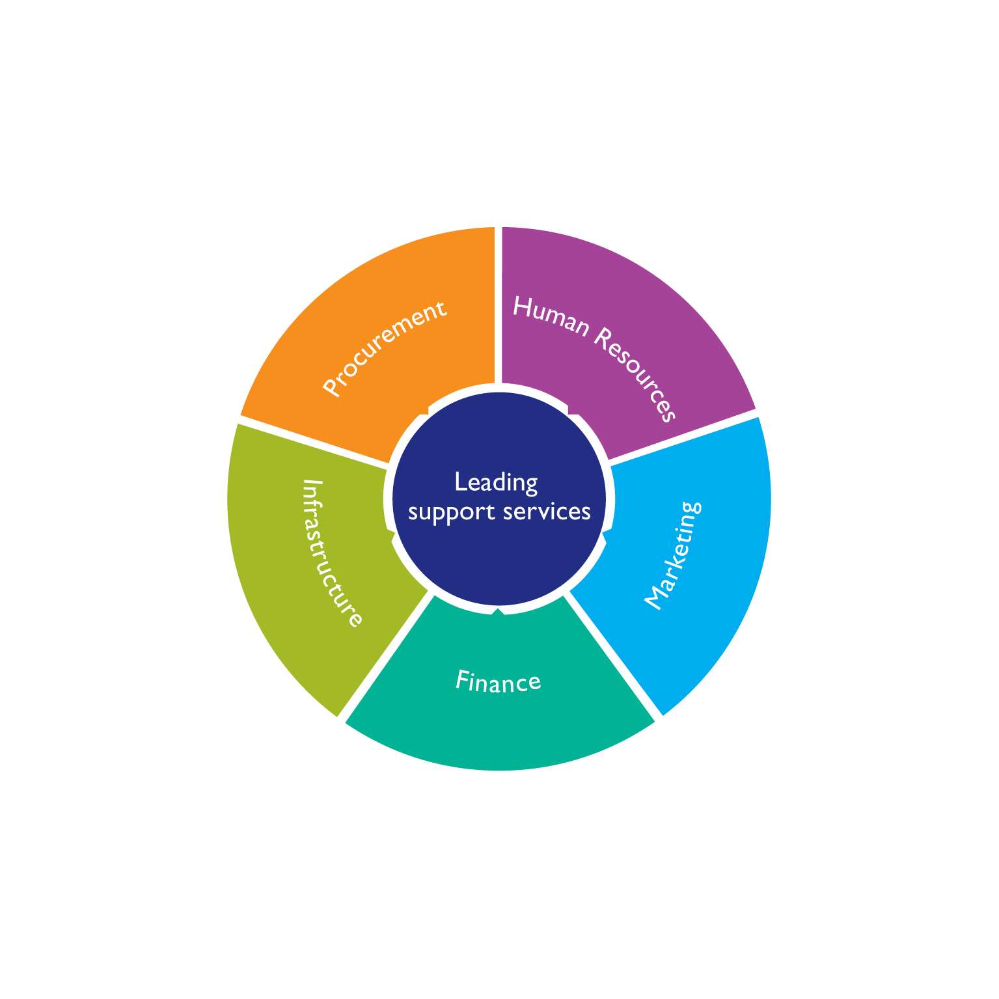 Procurement
Human Resources
Leading
support services
Infrastructure
Marketing
Finance